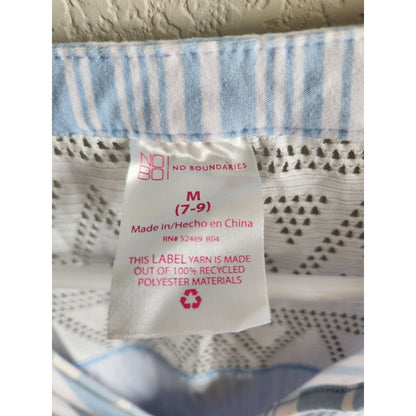 NO
BO
NO BOUNDARIES
M
(7-9)
Made in/Hecho en China
RN# 52469 R04
THIS LABEL YARN IS MADE
OUT OF 100% RECYCLED
POLYESTER MATERIALS